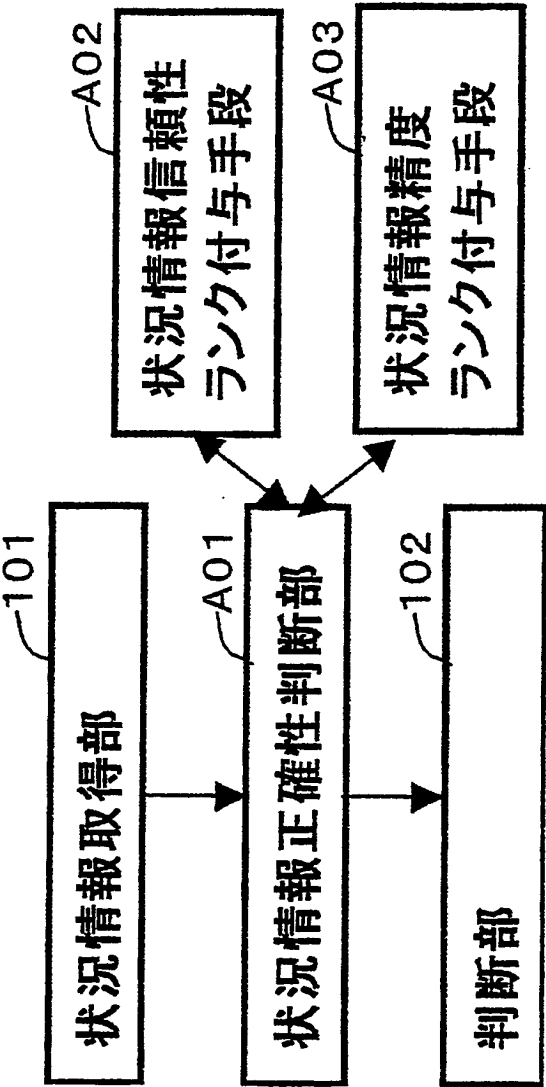 101
状況情報取得部
A01
状況情報正確性判断部
102
判断部
A02
状況情報信頼性
ランク付与手段
A03
状況情報精度
ランク付与手段